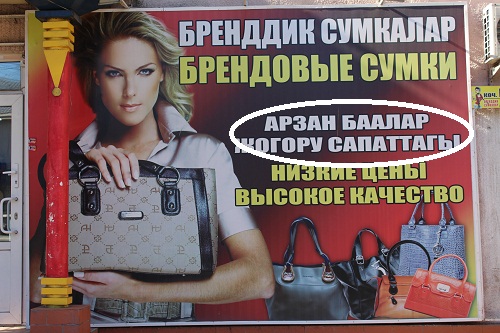 БРЕНДДИК СУМКАЛАР
БРЕНДОВЫЕ СУМКИ
АРЗАН БААЛАР
ЖОГОРУ САПАТТАГЫ
НИЗКИЕ ЦЕНЫ
ВЫСОКОЕ КАЧЕСТВО